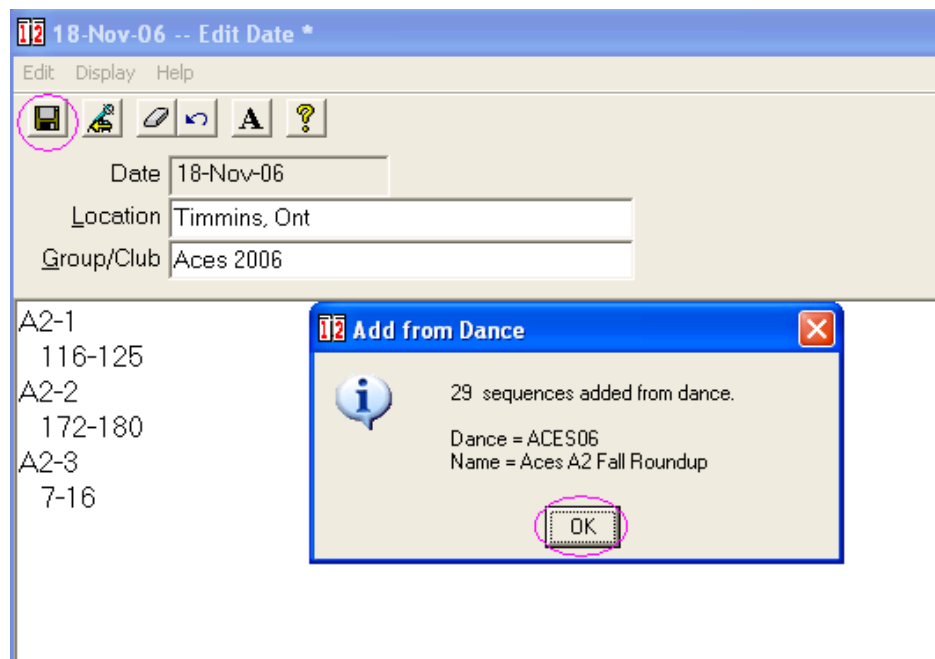 18-Nov-06 -- Edit Date *
Edit Display Help
A ?
Date 18-Nov-06
Location Timmins, Ont
Group/Club Aces 2006
A2-1
116-125
A2-2
172-180
A2-3
7-16
12 Add from Dance
29 sequences added from dance.
Dance = ACES06
Name = Aces A2 Fall Roundup
OK